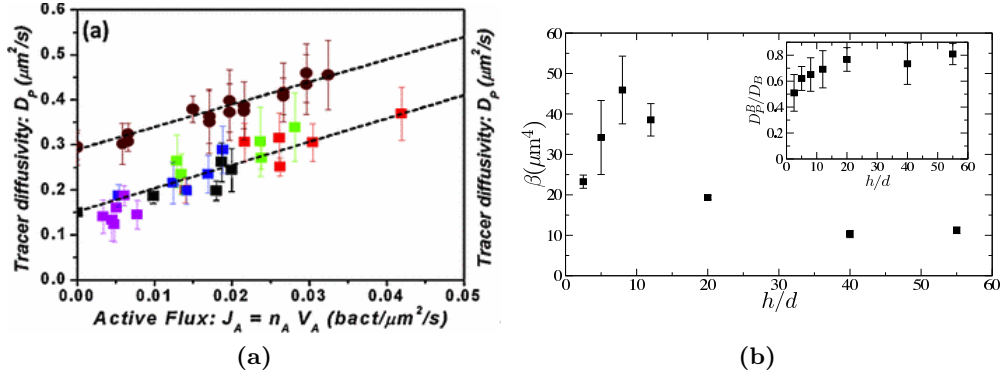 (a)
Tracer diffusivity: D_P (μm²/s)
0.6
0.5
0.4
0.3
0.2
0.1
0.0
0.00 0.01 0.02 0.03 0.04 0.05
Active Flux: J_A = n_A V_A (bact/μm²/s)
Tracer diffusivity: D_P (μm²/s)
(a)
β(μm⁴)
60
50
40
30
20
10
0
0 10 20 30 40 50 60
h/d
D_P^B/D_B
0.8
0.6
0.4
0.2
0
0 10 20 30 40 50 60
h/d
(b)